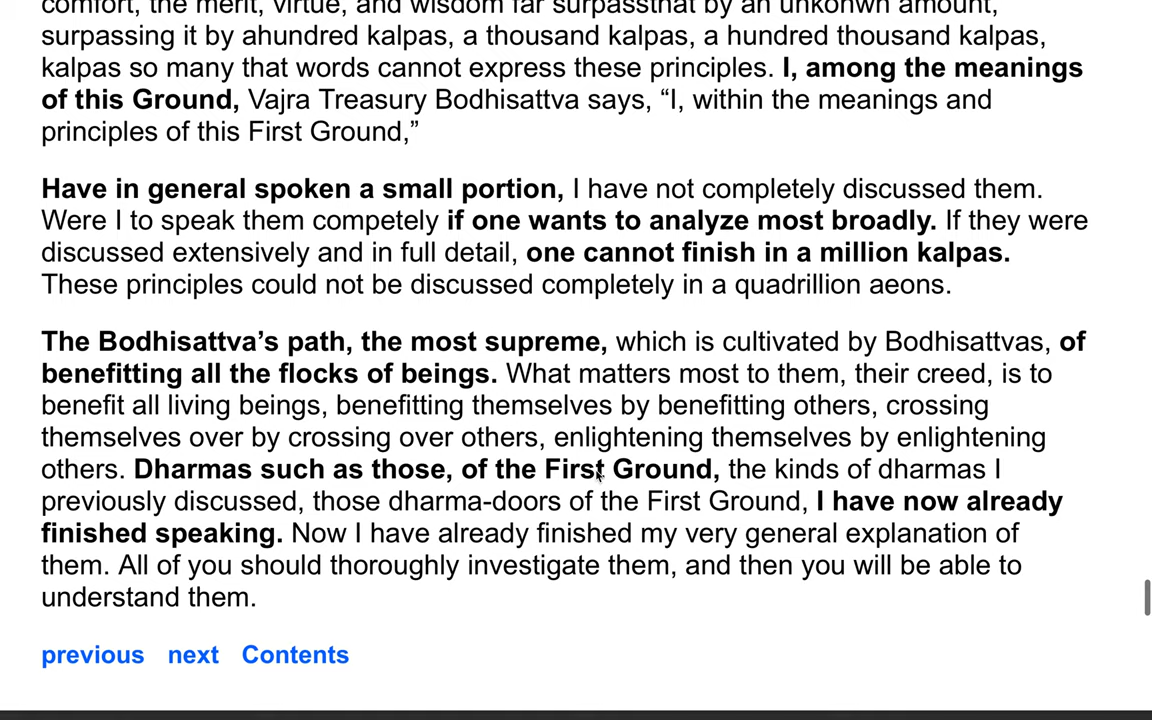 comfort, the merit, virtue, and wisdom far surpassthat by an unkonwn amount,
surpassing it by ahundred kalpas, a thousand kalpas, a hundred thousand kalpas,
kalpas so many that words cannot express these principles. I, among the meanings
of this Ground, Vajra Treasury Bodhisattva says, “I, within the meanings and
principles of this First Ground,”
Have in general spoken a small portion, I have not completely discussed them.
Were I to speak them competely if one wants to analyze most broadly. If they were
discussed extensively and in full detail, one cannot finish in a million kalpas.
These principles could not be discussed completely in a quadrillion aeons.
The Bodhisattva’s path, the most supreme, which is cultivated by Bodhisattvas, of
benefitting all the flocks of beings. What matters most to them, their creed, is to
benefit all living beings, benefitting themselves by benefitting others, crossing
themselves over by crossing over others, enlightening themselves by enlightening
others. Dharmas such as those, of the First Ground, the kinds of dharmas I
previously discussed, those dharma-doors of the First Ground, I have now already
finished speaking. Now I have already finished my very general explanation of
them. All of you should thoroughly investigate them, and then you will be able to
understand them.
previous next Contents